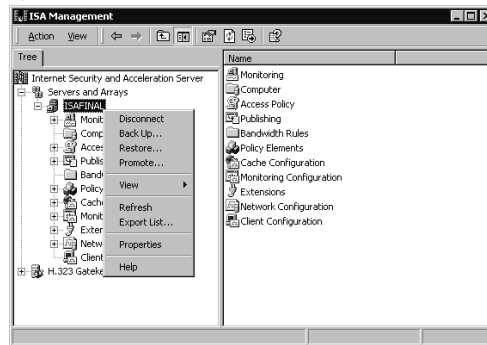 ISA Management
Action View
Tree
Internet Security and Acceleration Server
Servers and Arrays
ISAFINAL
Monit
Comp
Acces
Publis
Band
Policy
Cach
Monit
Exter
Netw
Client
H.323 Gateke
Disconnect
Back Up...
Restore...
Promote...
View
Refresh
Export List...
Properties
Help
Name
Monitoring
Computer
Access Policy
Publishing
Bandwidth Rules
Policy Elements
Cache Configuration
Monitoring Configuration
Extensions
Network Configuration
Client Configuration